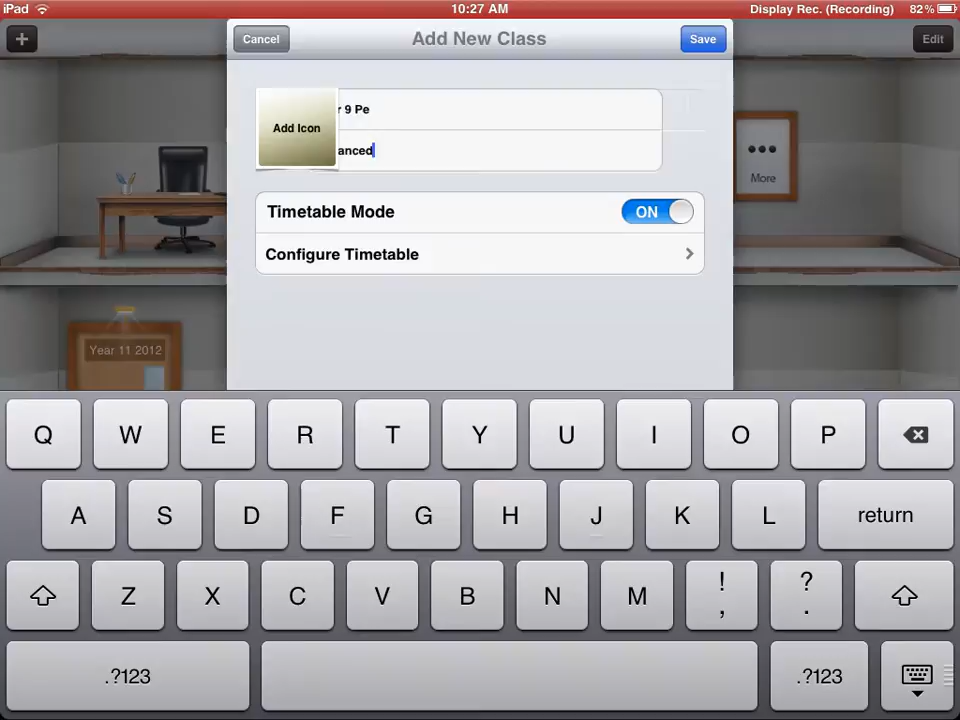 iPad 10:27 AM Display Rec. (Recording) 82%
+ Cancel Add New Class Save Edit
Add Icon
r 9 Pe
anced
More
Timetable Mode ON
Configure Timetable
Year 11 2012
Q W E R T Y U I O P
A S D F G H J K L return
Z X C V B N M ! , ? .
.?123 .?123